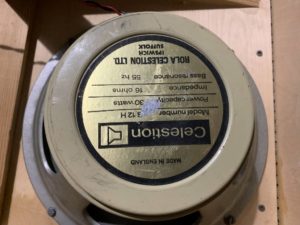 MADE IN ENGLAND
Celestion
Model number 12 H
Power capacity 30 watts
Impedance 16 ohms
Bass resonance 55 hz
ROLA CELESTION LTD.
IPSWICH
SUFFOLK